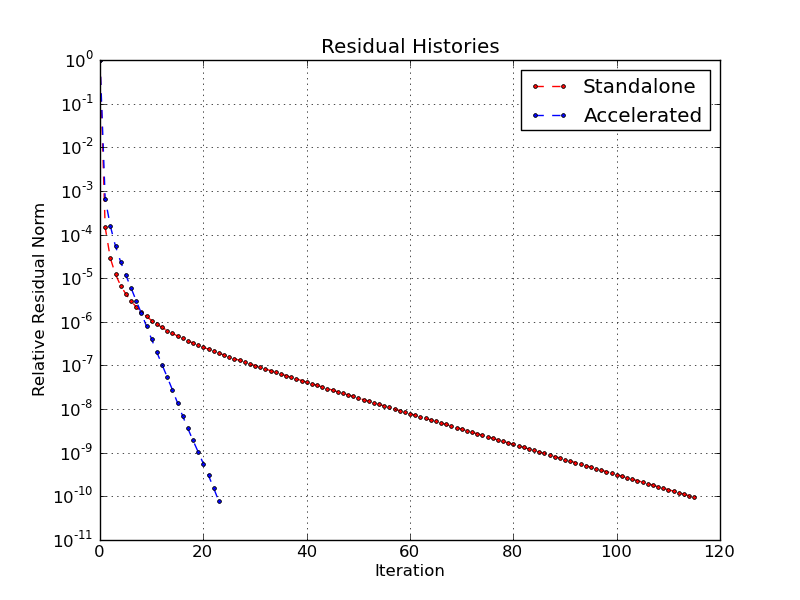 Residual Histories
Standalone
Accelerated
Relative Residual Norm
10^0
10^-1
10^-2
10^-3
10^-4
10^-5
10^-6
10^-7
10^-8
10^-9
10^-10
10^-11
0 20 40 60 80 100 120
Iteration